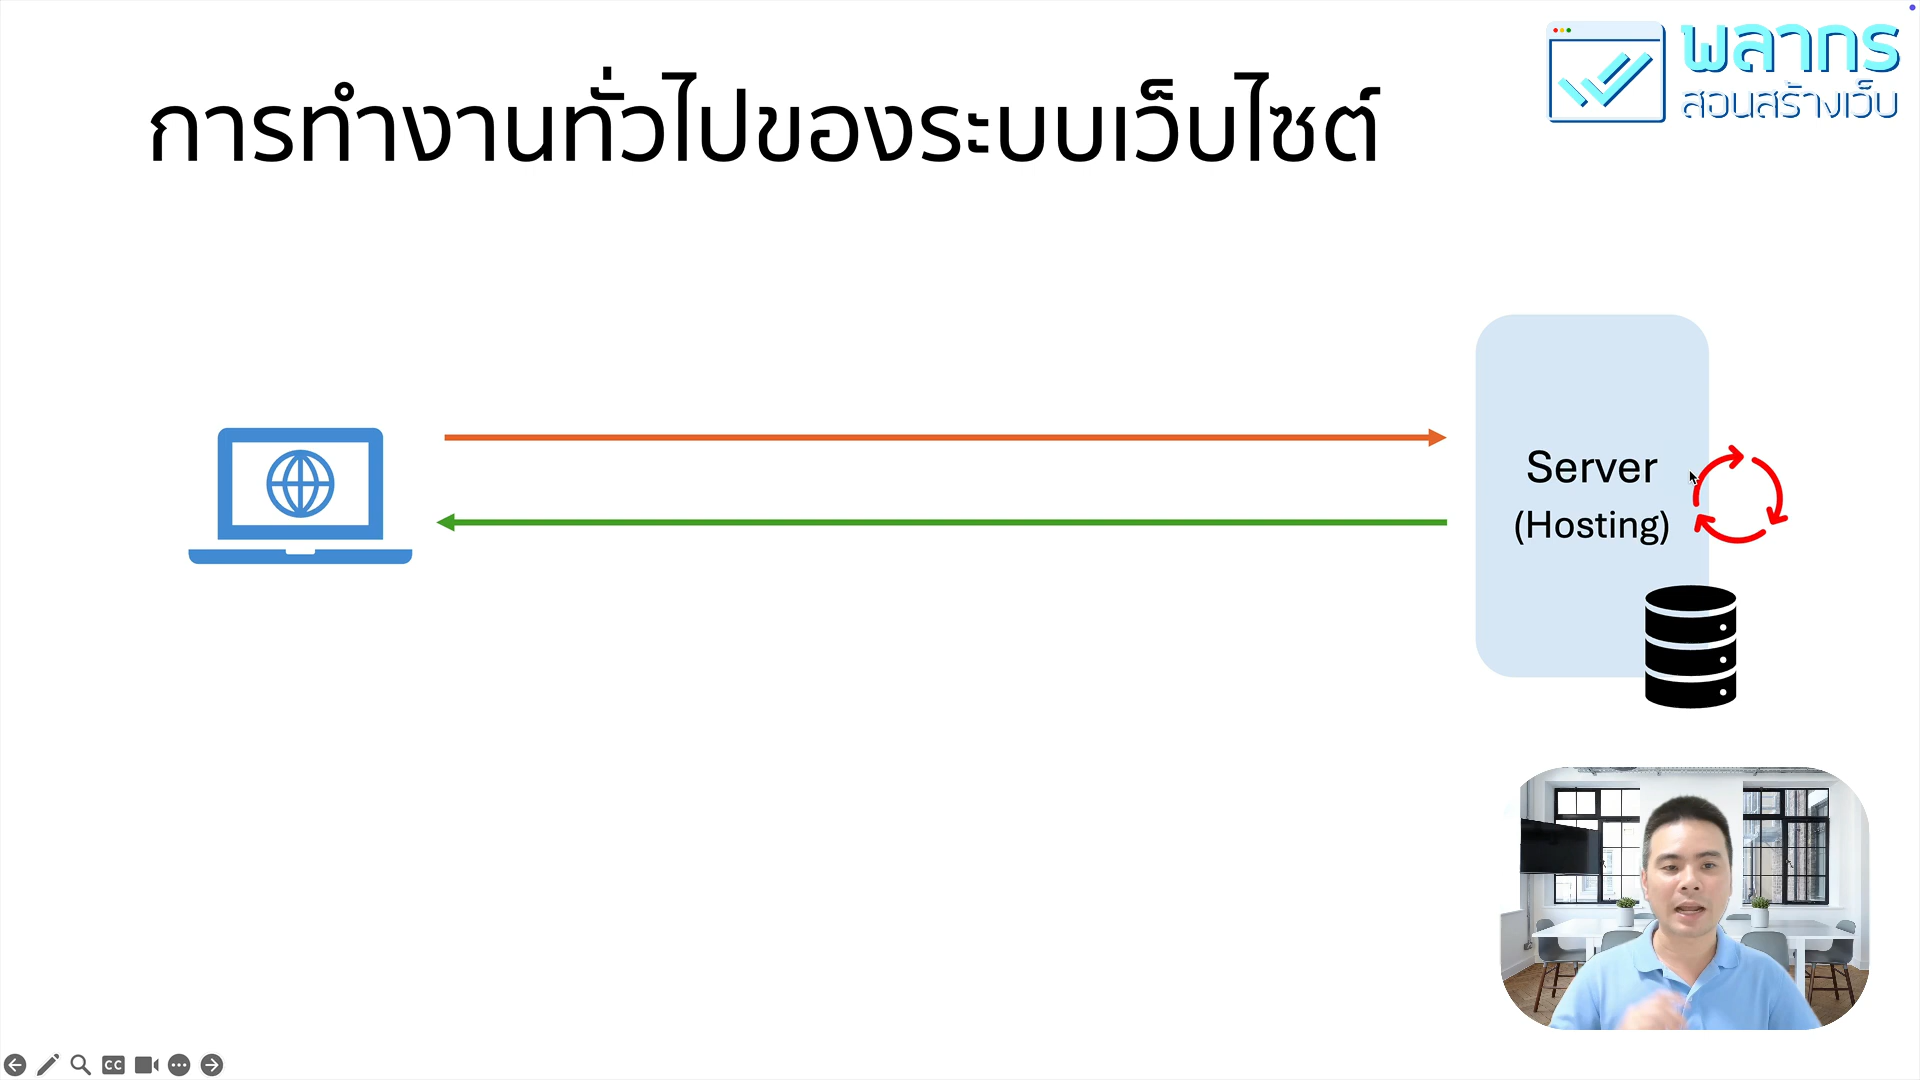 พลากร
สอนสร้างเว็บ
การทำงานทั่วไปของระบบเว็บไซต์
Server
(Hosting)
CC